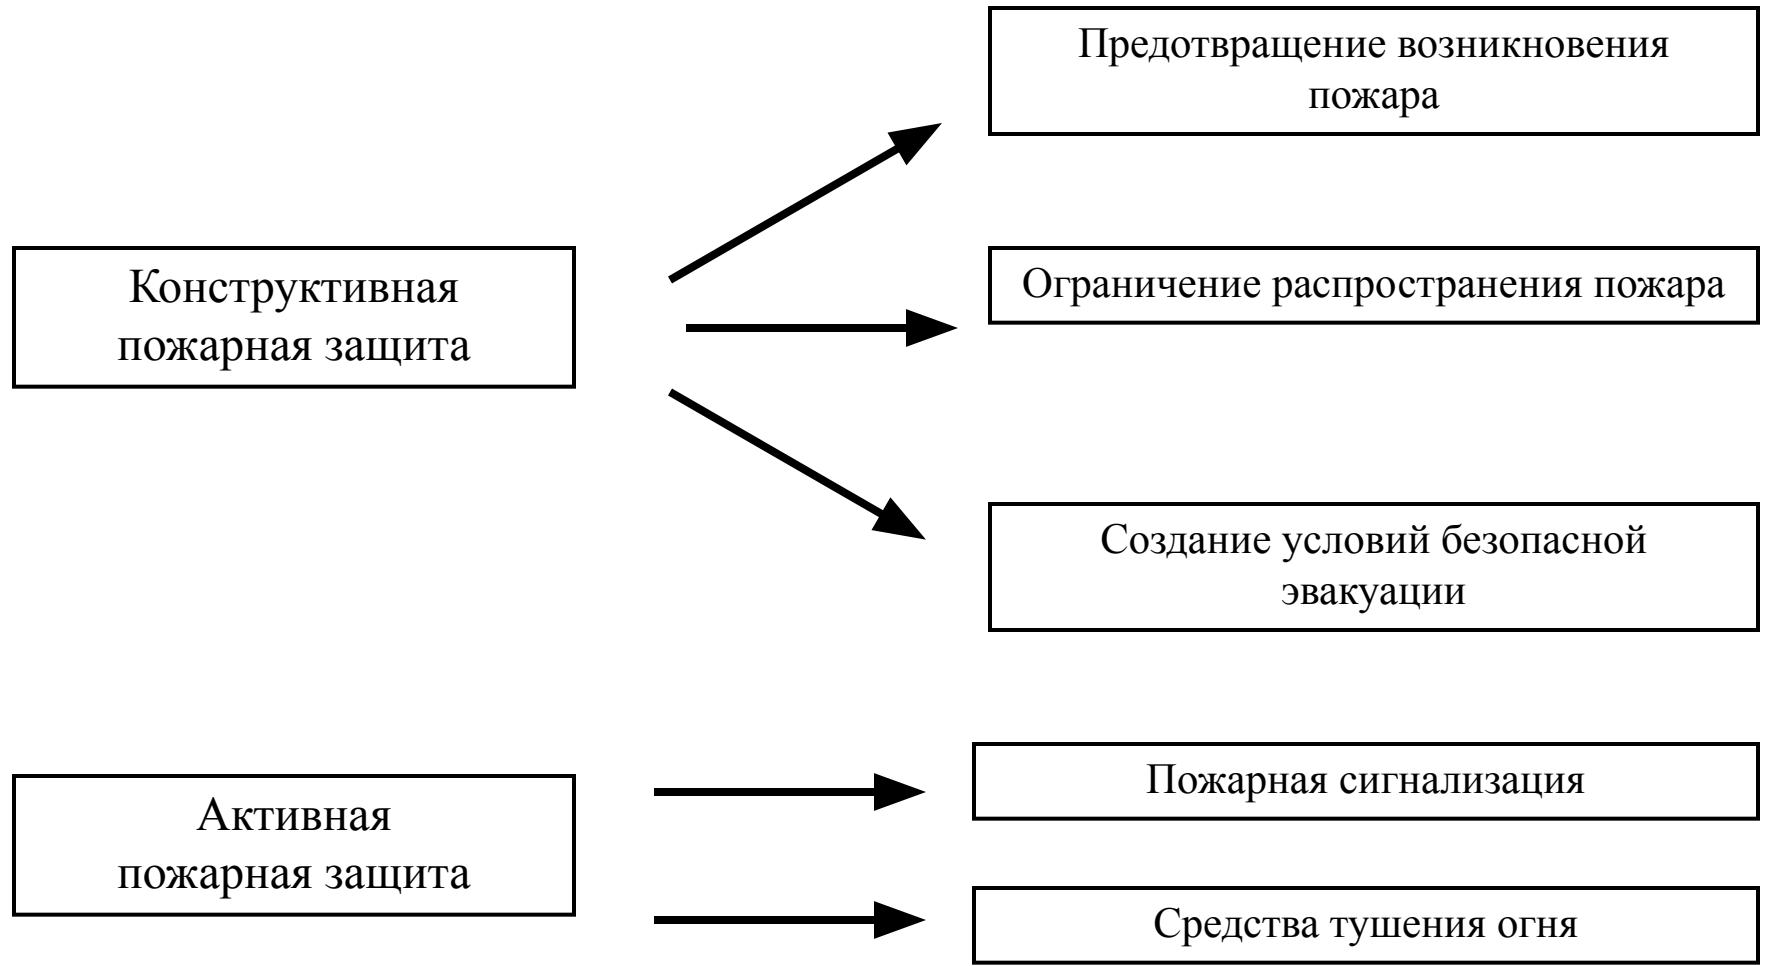 Предотвращение возникновения
пожара
Конструктивная
пожарная защита
Ограничение распространения пожара
Создание условий безопасной
эвакуации
Активная
пожарная защита
Пожарная сигнализация
Средства тушения огня